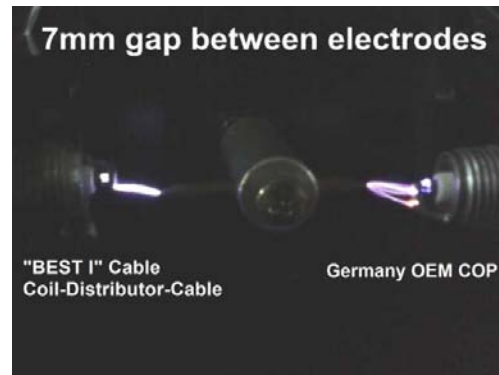 7mm gap between electrodes
"BEST I" Cable
Germany OEM COP
Coil-Distributor-Cable